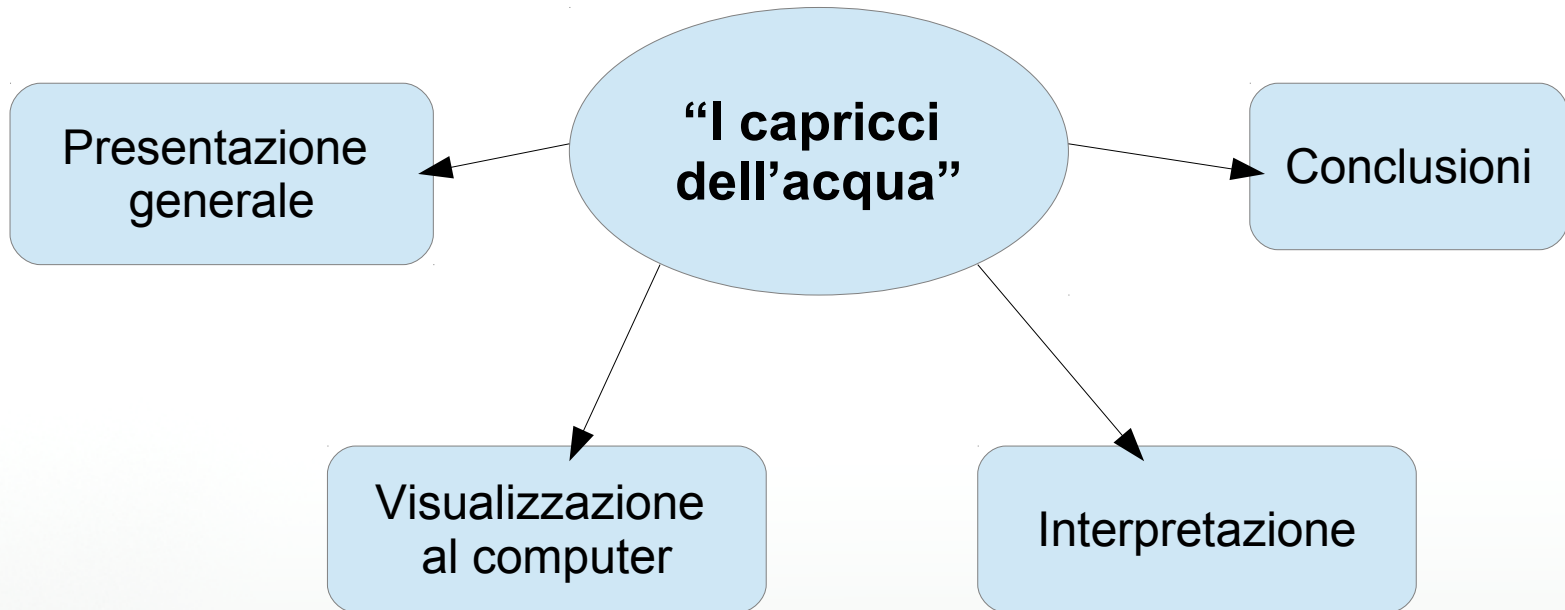 “I capricci
dell’acqua”
Presentazione
generale
Conclusioni
Visualizzazione
al computer
Interpretazione